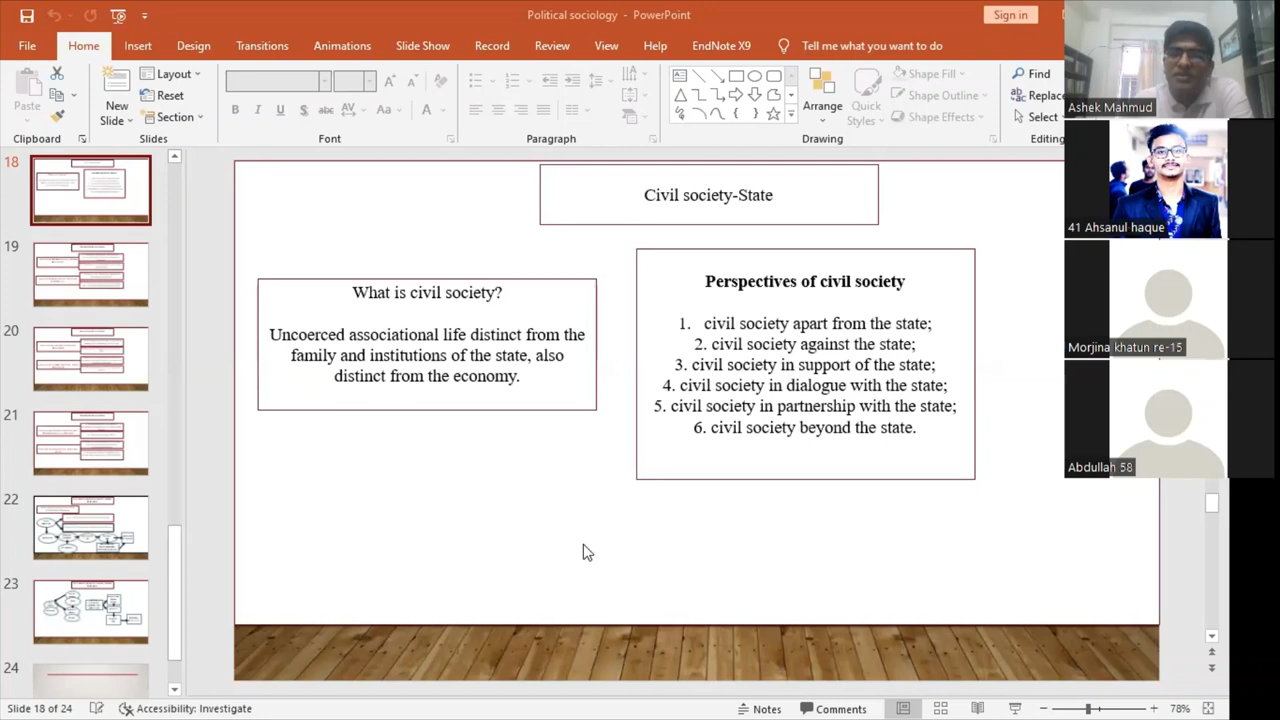 Political sociology - PowerPoint
Sign in
File Home Insert Design Transitions Animations Slide Show Record Review View Help EndNote X9 Tell me what you want to do
Paste
Clipboard
New
Slide
Layout
Reset
Section
Slides
B I U S abc AV Aa A
Font
Paragraph
Arrange
Quick
Styles
Shape Fill
Shape Outline
Shape Effects
Drawing
Find
Replace
Select
Editing
Ashek Mahmud
41 Ahsanul haque
Morjina khatun re-15
Abdullah 58
18
19
20
21
22
23
24
Civil society-State
What is civil society?
Uncoerced associational life distinct from the
family and institutions of the state, also
distinct from the economy.
Perspectives of civil society
1. civil society apart from the state;
2. civil society against the state;
3. civil society in support of the state;
4. civil society in dialogue with the state;
5. civil society in partnership with the state;
6. civil society beyond the state.
Slide 18 of 24 Accessibility: Investigate Notes Comments 78%